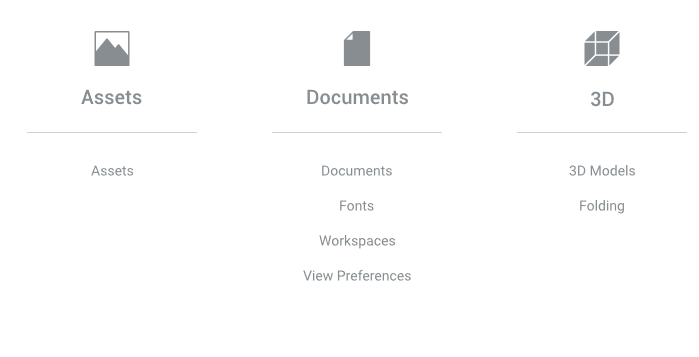 Assets
Assets
Documents
Documents
Fonts
Workspaces
View Preferences
3D
3D Models
Folding